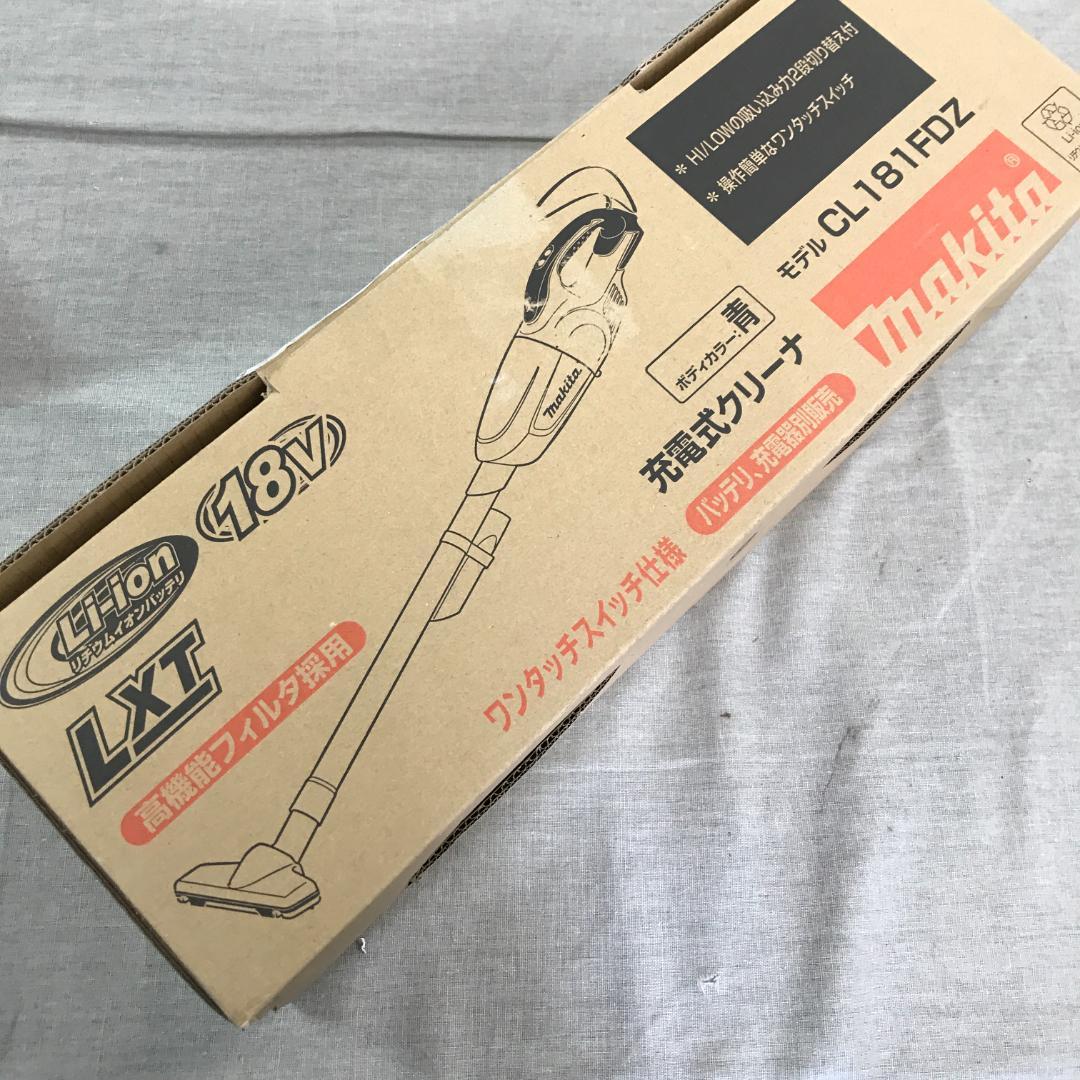 * HI/LOWの吸い込み力2段切り替え付
* 操作簡単なワンタッチスイッチ
モデル CL181FDZ
makita®
Li-ion
ボディカラー:青
充電式クリーナ
バッテリ、充電器別販売
ワンタッチスイッチ仕様
makita
18V
Li-ion
リチウムイオンバッテリ
LXT
高機能フィルタ採用